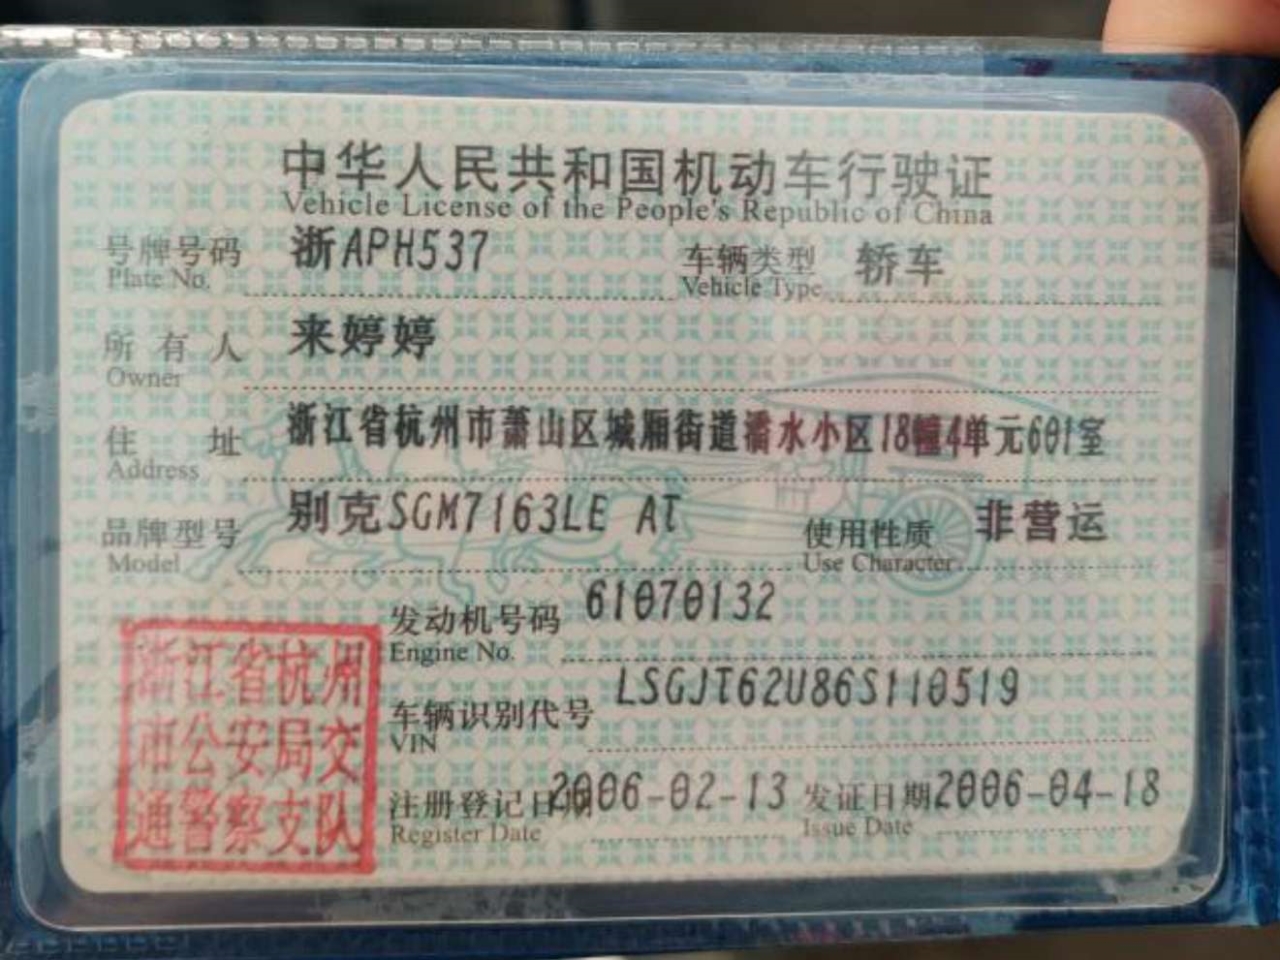 中华人民共和国机动车行驶证
Vehicle License of the People's Republic of China
号牌号码 浙APH537 车辆类型 轿车
Plate No. Vehicle Type
所有人 来婷婷
Owner
住址 浙江省杭州市萧山区城厢街道潘水小区18幢4单元601室
Address
品牌型号 别克SGM7163LE AT 使用性质 非营运
Model Use Character
发动机号码 61070132
Engine No.
车辆识别代号 LSGJT62U86S110519
VIN
注册登记日期 2006-02-13 发证日期 2006-04-18
Register Date Issue Date
浙江省杭州
市公安局交
通警察支队